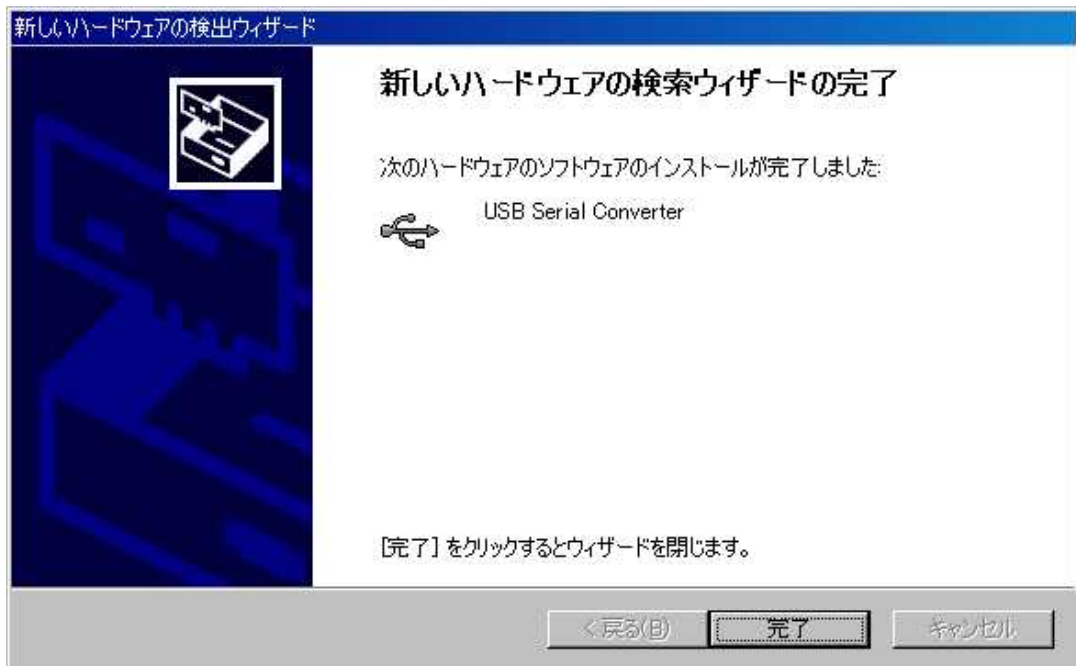 新しいハードウェアの検出ウィザード
新しいハードウェアの検索ウィザードの完了
次のハードウェアのソフトウェアのインストールが完了しました:
USB Serial Converter
[完了] をクリックするとウィザードを閉じます。
< 戻る(B) 完了 キャンセル